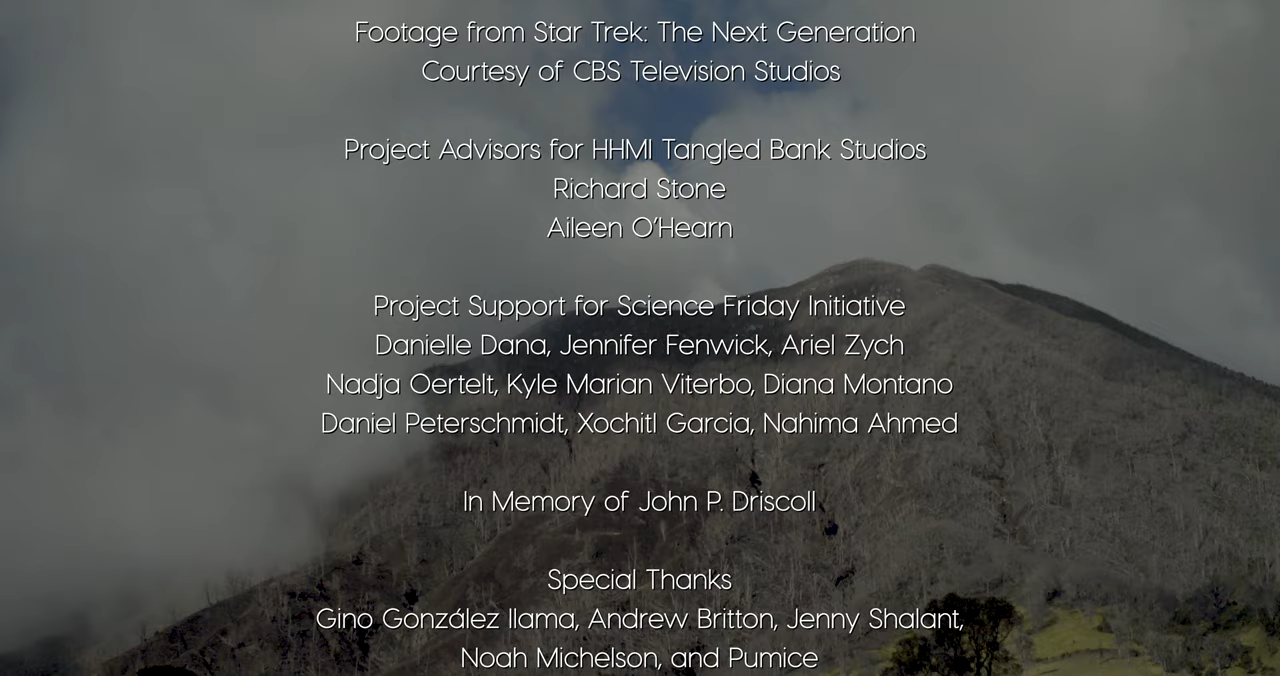 Footage from Star Trek: The Next Generation
Courtesy of CBS Television Studios
Project Advisors for HHMI Tangled Bank Studios
Richard Stone
Aileen O'Hearn
Project Support for Science Friday Initiative
Danielle Dana, Jennifer Fenwick, Ariel Zych
Nadja Oertelt, Kyle Marian Viterbo, Diana Montano
Daniel Peterschmidt, Xochitl Garcia, Nahima Ahmed
In Memory of John P. Driscoll
Special Thanks
Gino González Ilama, Andrew Britton, Jenny Shalant,
Noah Michelson, and Pumice